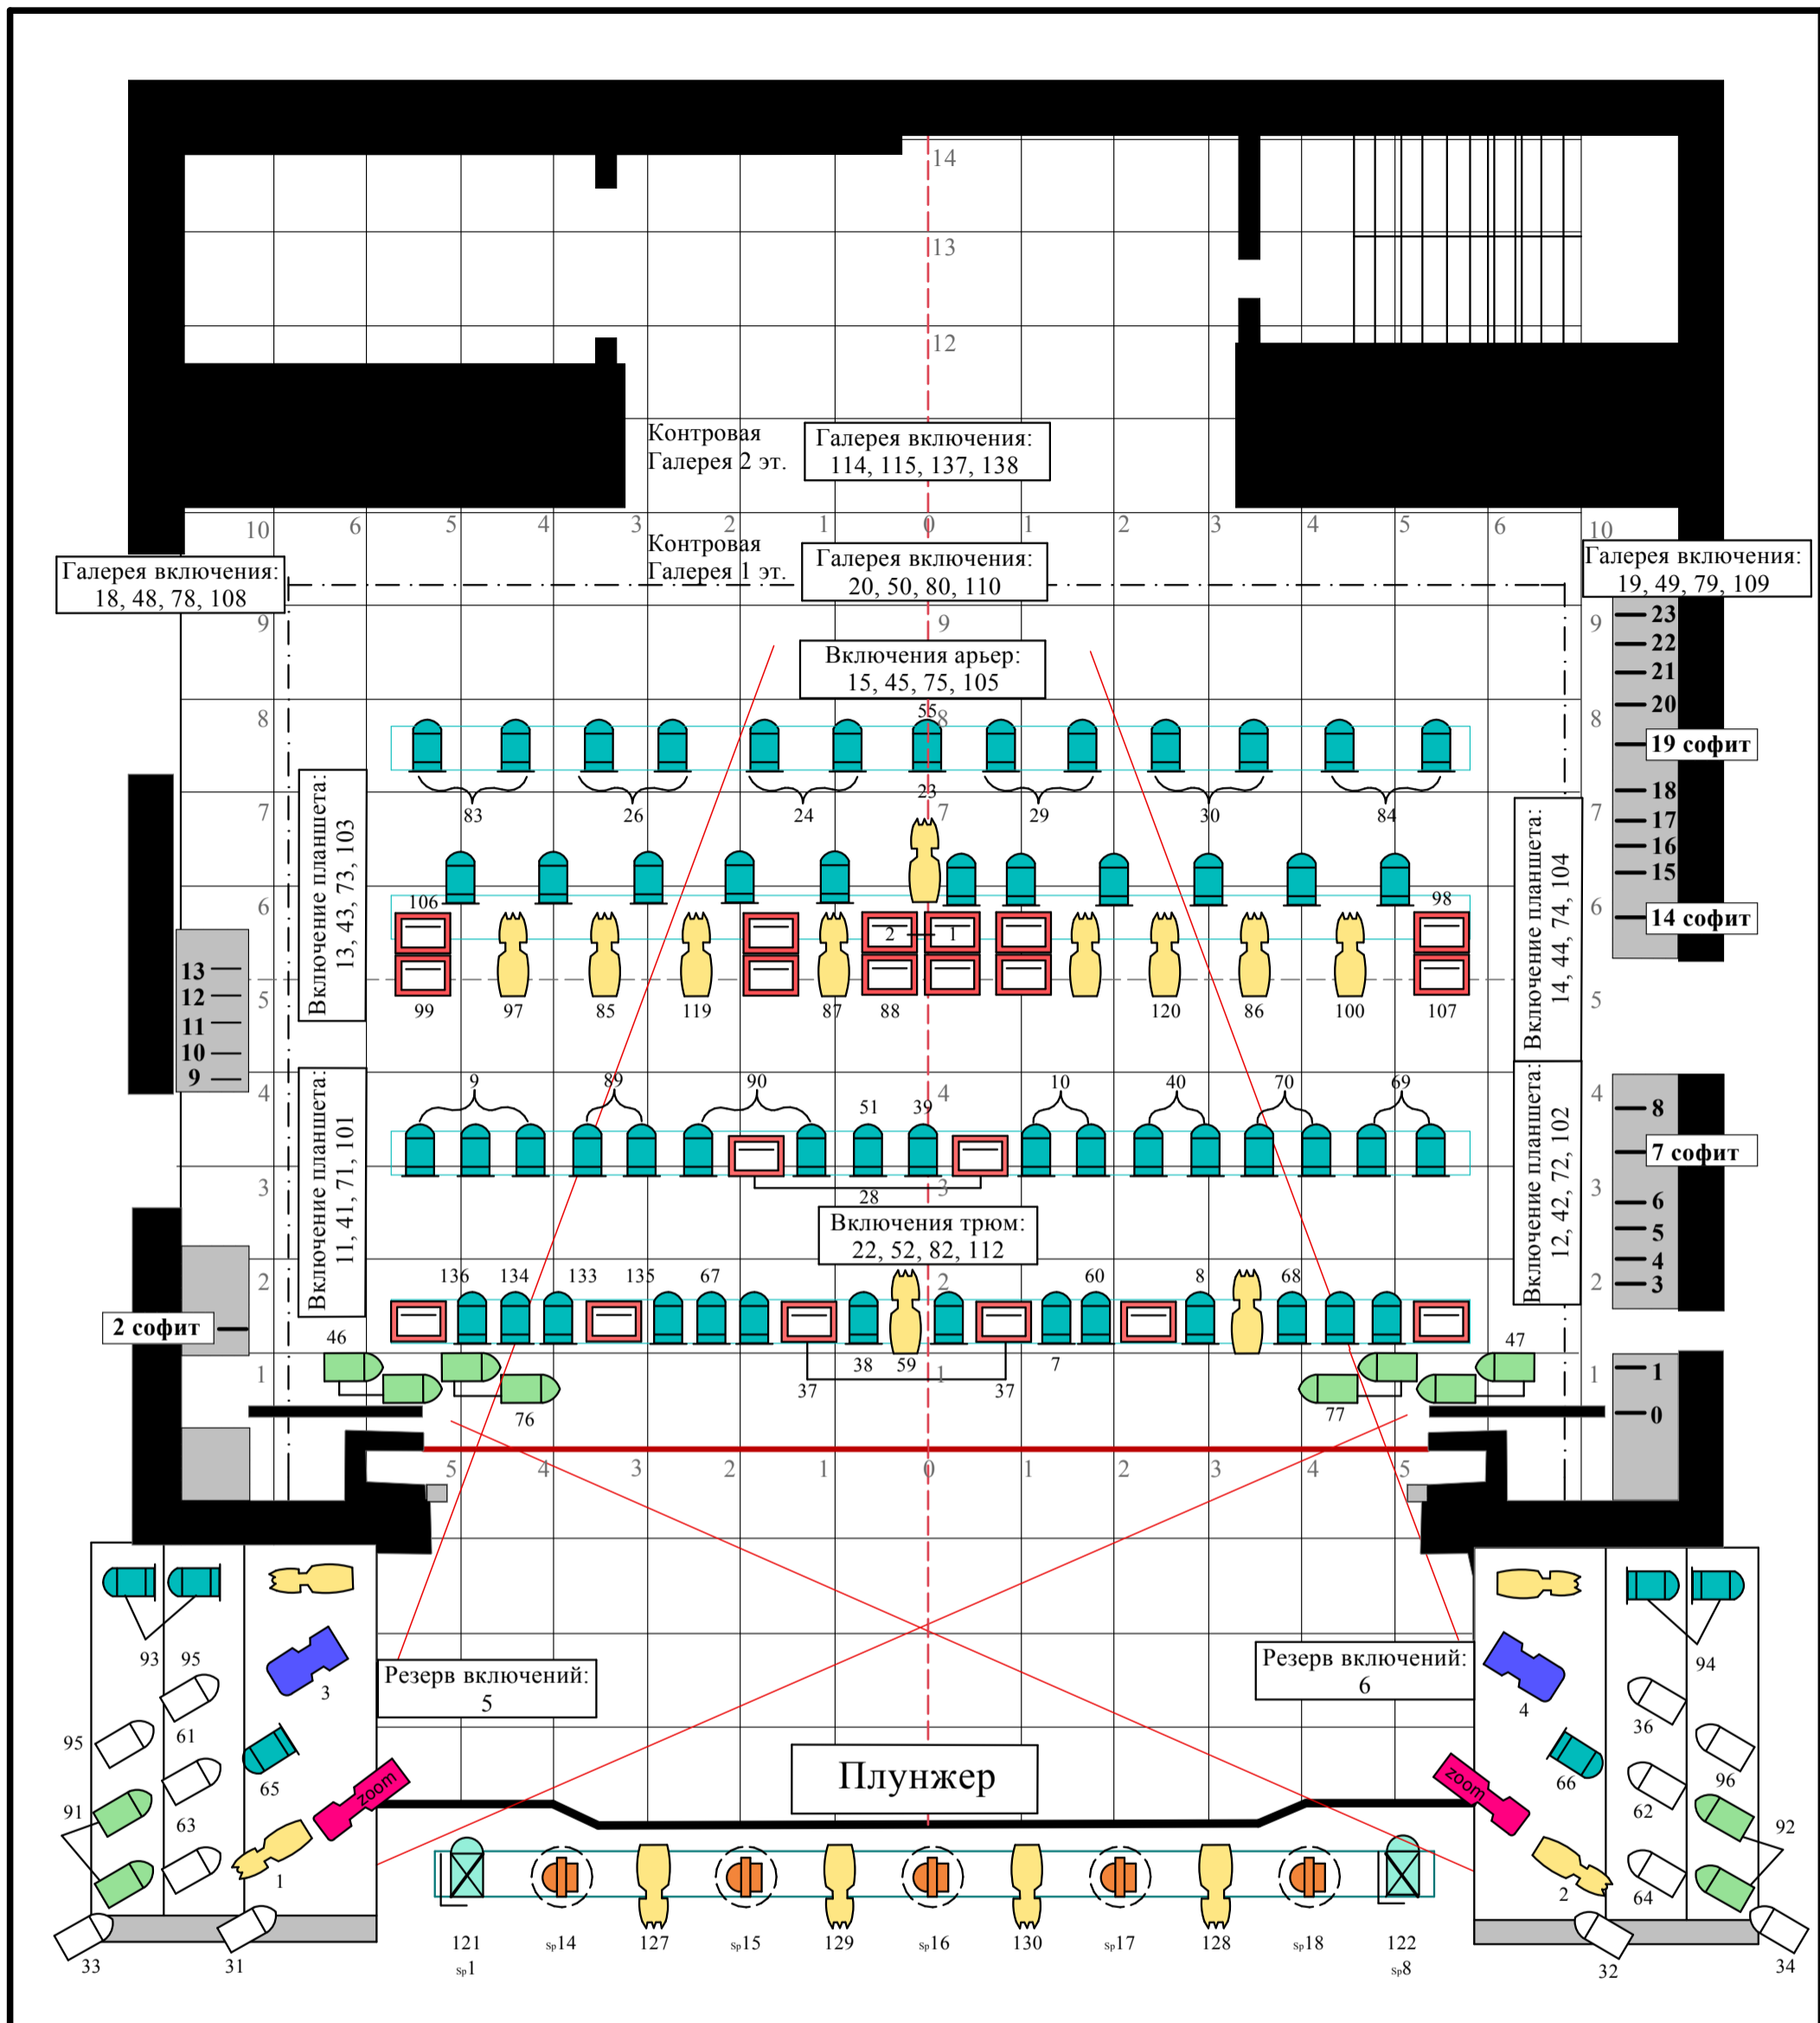 14
13
12
Контровая
Галерея 2 эт.
Галерея включения:
114, 115, 137, 138
10 6 5 4 3 2 1 0 1 2 3 4 5 6 10
Контровая
Галерея 1 эт.
Галерея включения:
20, 50, 80, 110
Галерея включения:
18, 48, 78, 108
Галерея включения:
19, 49, 79, 109
9 9 9
23
22
21
20
19 софит
18
17
16
15
14 софит
Включения арьер:
15, 45, 75, 105
8 55 8 8
83 26 24 23 29 30 84
7 7 7
Включение планшета:
13, 43, 73, 103
Включение планшета:
14, 44, 74, 104
6 106 98 6
2 1
13
12
11
10
9
5 5
99 97 85 119 87 88 120 86 100 107
4 9 89 90 51 39 4 10 40 70 69 4
Включение планшета:
11, 41, 71, 101
Включение планшета:
12, 42, 72, 102
8
7 софит
6
5
4
3
3 28 3 3
Включения трюм:
22, 52, 82, 112
2 136 134 133 135 67 2 60 8 68 2
2 софит
46 47
38 59 7
1 37 1 37 1
76 77
1
0
5 4 3 2 1 0 1 2 3 4 5
93 95
3
Резерв включений:
5
Резерв включений:
6
94
4
36
95 61
65
zoom
Плунжер
zoom
66
96
62
91 63
1
92
2 64
33 31
121 sp14 127 sp15 129 sp16 130 sp17 128 sp18 122
sp1 sp8
32 34